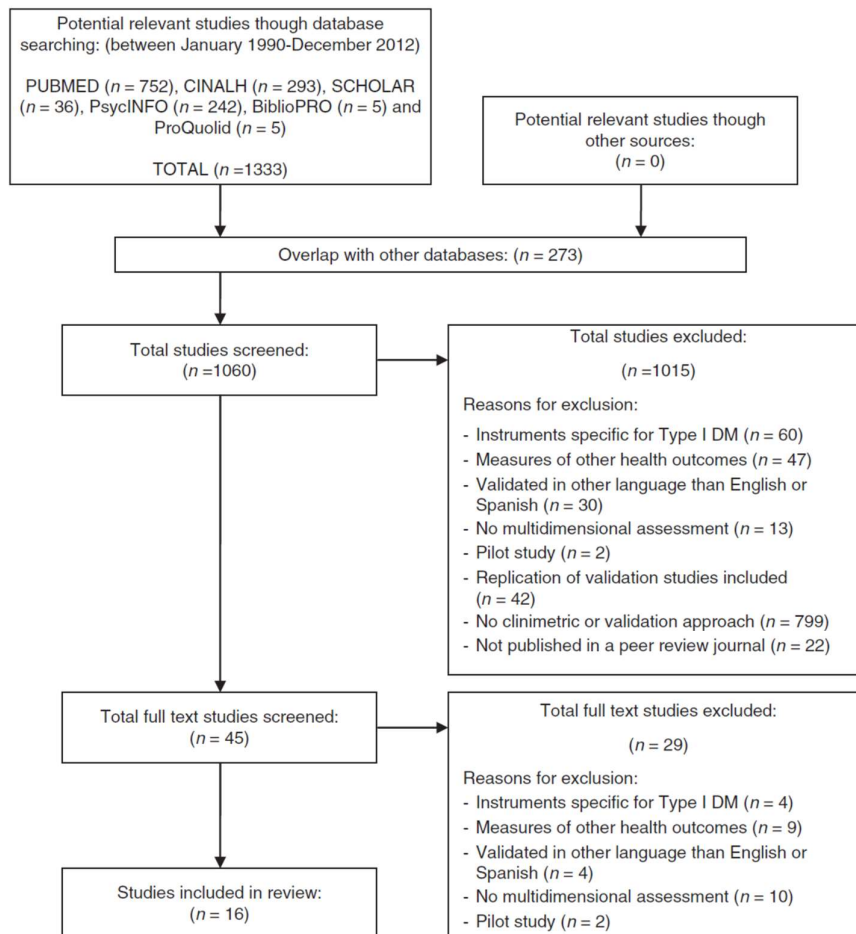 Potential relevant studies though database
searching: (between January 1990-December 2012)
PUBMED (n = 752), CINALH (n = 293), SCHOLAR
(n = 36), PsycINFO (n = 242), BiblioPRO (n = 5) and
ProQuolid (n = 5)
TOTAL (n =1333)
Potential relevant studies though
other sources:
(n = 0)
Overlap with other databases: (n = 273)
Total studies screened:
(n =1060)
Total studies excluded:
(n =1015)
Reasons for exclusion:
- Instruments specific for Type I DM (n = 60)
- Measures of other health outcomes (n = 47)
- Validated in other language than English or
Spanish (n = 30)
- No multidimensional assessment (n = 13)
- Pilot study (n = 2)
- Replication of validation studies included
(n = 42)
- No clinimetric or validation approach (n = 799)
- Not published in a peer review journal (n = 22)
Total full text studies screened:
(n = 45)
Total full text studies excluded:
(n = 29)
Reasons for exclusion:
- Instruments specific for Type I DM (n = 4)
- Measures of other health outcomes (n = 9)
- Validated in other language than English or
Spanish (n = 4)
- No multidimensional assessment (n = 10)
- Pilot study (n = 2)
Studies included in review:
(n = 16)